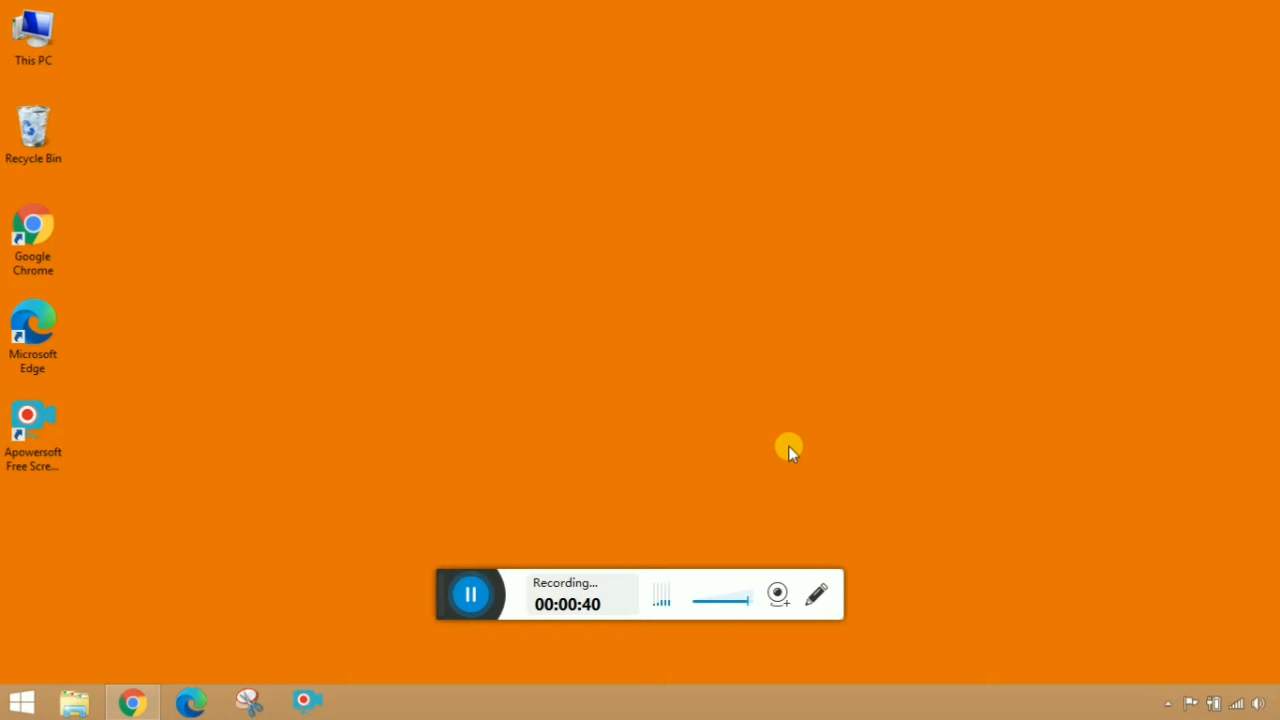 This PC
Recycle Bin
Google
Chrome
Microsoft
Edge
Apowersoft
Free Scre...
Recording...
00:00:40